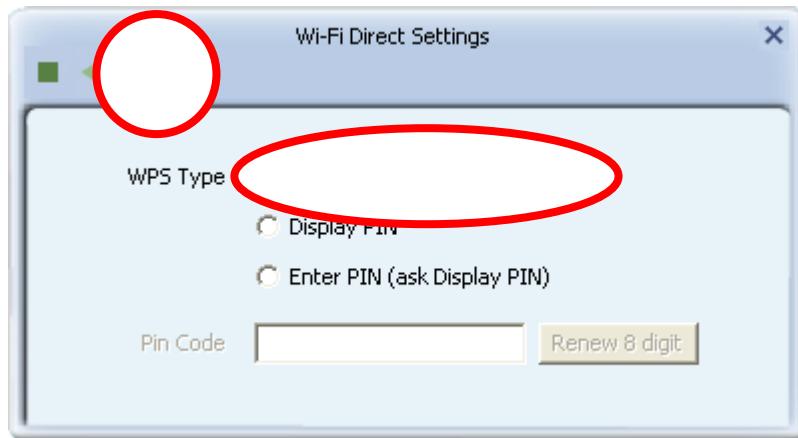 Wi-Fi Direct Settings
WPS Type
Display PIN
Enter PIN (ask Display PIN)
Pin Code
Renew 8 digit